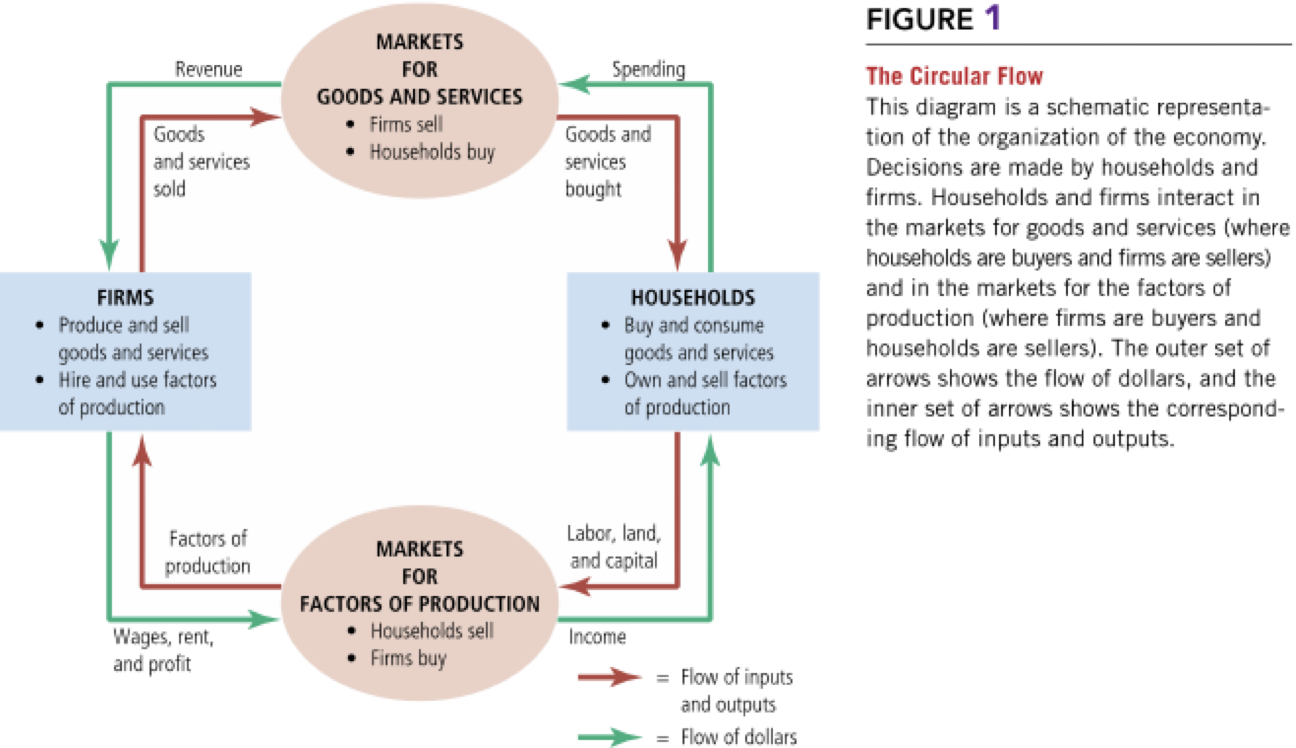 MARKETS
FOR
GOODS AND SERVICES
• Firms sell
• Households buy
Revenue
Spending
Goods
and services
sold
Goods and
services
bought
FIRMS
• Produce and sell
goods and services
• Hire and use factors
of production
HOUSEHOLDS
• Buy and consume
goods and services
• Own and sell factors
of production
Factors of
production
Labor, land,
and capital
MARKETS
FOR
FACTORS OF PRODUCTION
• Households sell
• Firms buy
Wages, rent,
and profit
Income
= Flow of inputs
and outputs
= Flow of dollars
FIGURE 1
The Circular Flow
This diagram is a schematic representa-
tion of the organization of the economy.
Decisions are made by households and
firms. Households and firms interact in
the markets for goods and services (where
households are buyers and firms are sellers)
and in the markets for the factors of
production (where firms are buyers and
households are sellers). The outer set of
arrows shows the flow of dollars, and the
inner set of arrows shows the correspond-
ing flow of inputs and outputs.